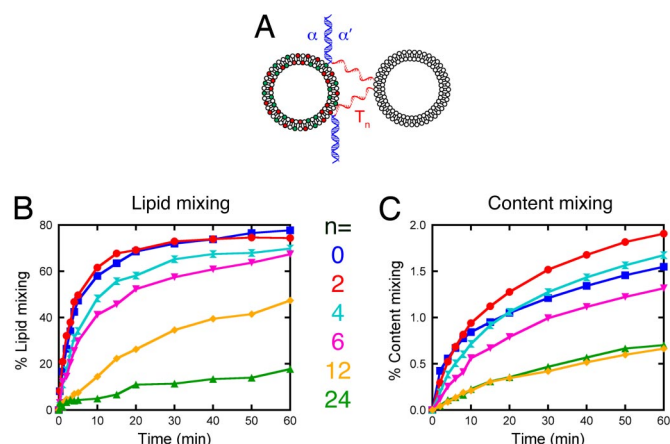 A
α α′
Tn
B
Lipid mixing
% Lipid mixing
80
60
40
20
0
0 10 20 30 40 50 60
Time (min)
n=
0
2
4
6
12
24
C
Content mixing
% Content mixing
2.0
1.5
1.0
0.5
0.0
0 10 20 30 40 50 60
Time (min)